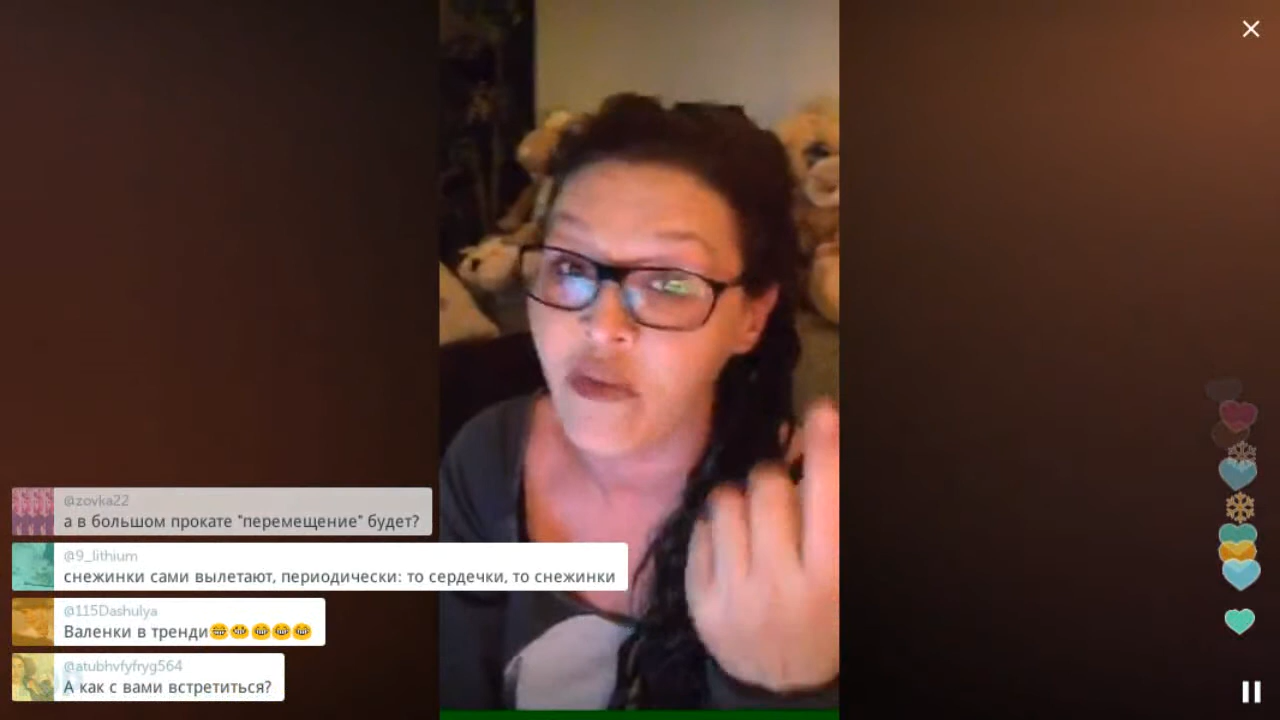 @zovka22
а в большом прокате "перемещение" будет?
@9_lithium
снежинки сами вылетают, периодически: то сердечки, то снежинки
@115Dashulya
Валенки в тренди😂😂😂😂😂
@atubhvfyfryg564
А как с вами встретиться?